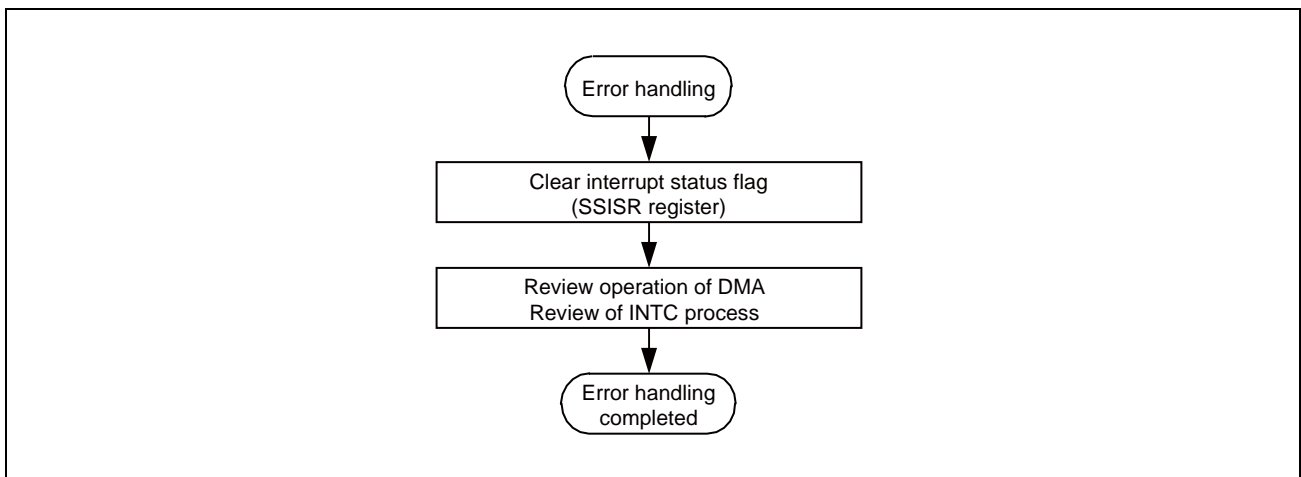 Error handling
Clear interrupt status flag
(SSISR register)
Review operation of DMA
Review of INTC process
Error handling
completed